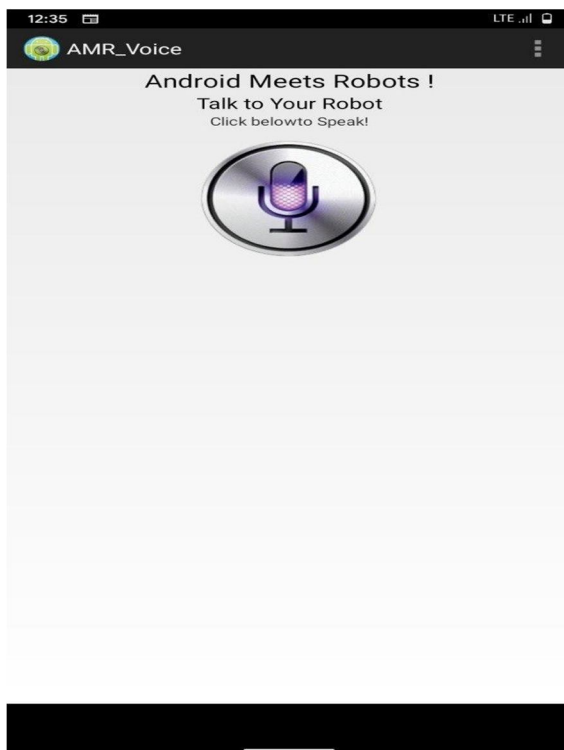 12:35 LTE
AMR_Voice
Android Meets Robots !
Talk to Your Robot
Click belowto Speak!